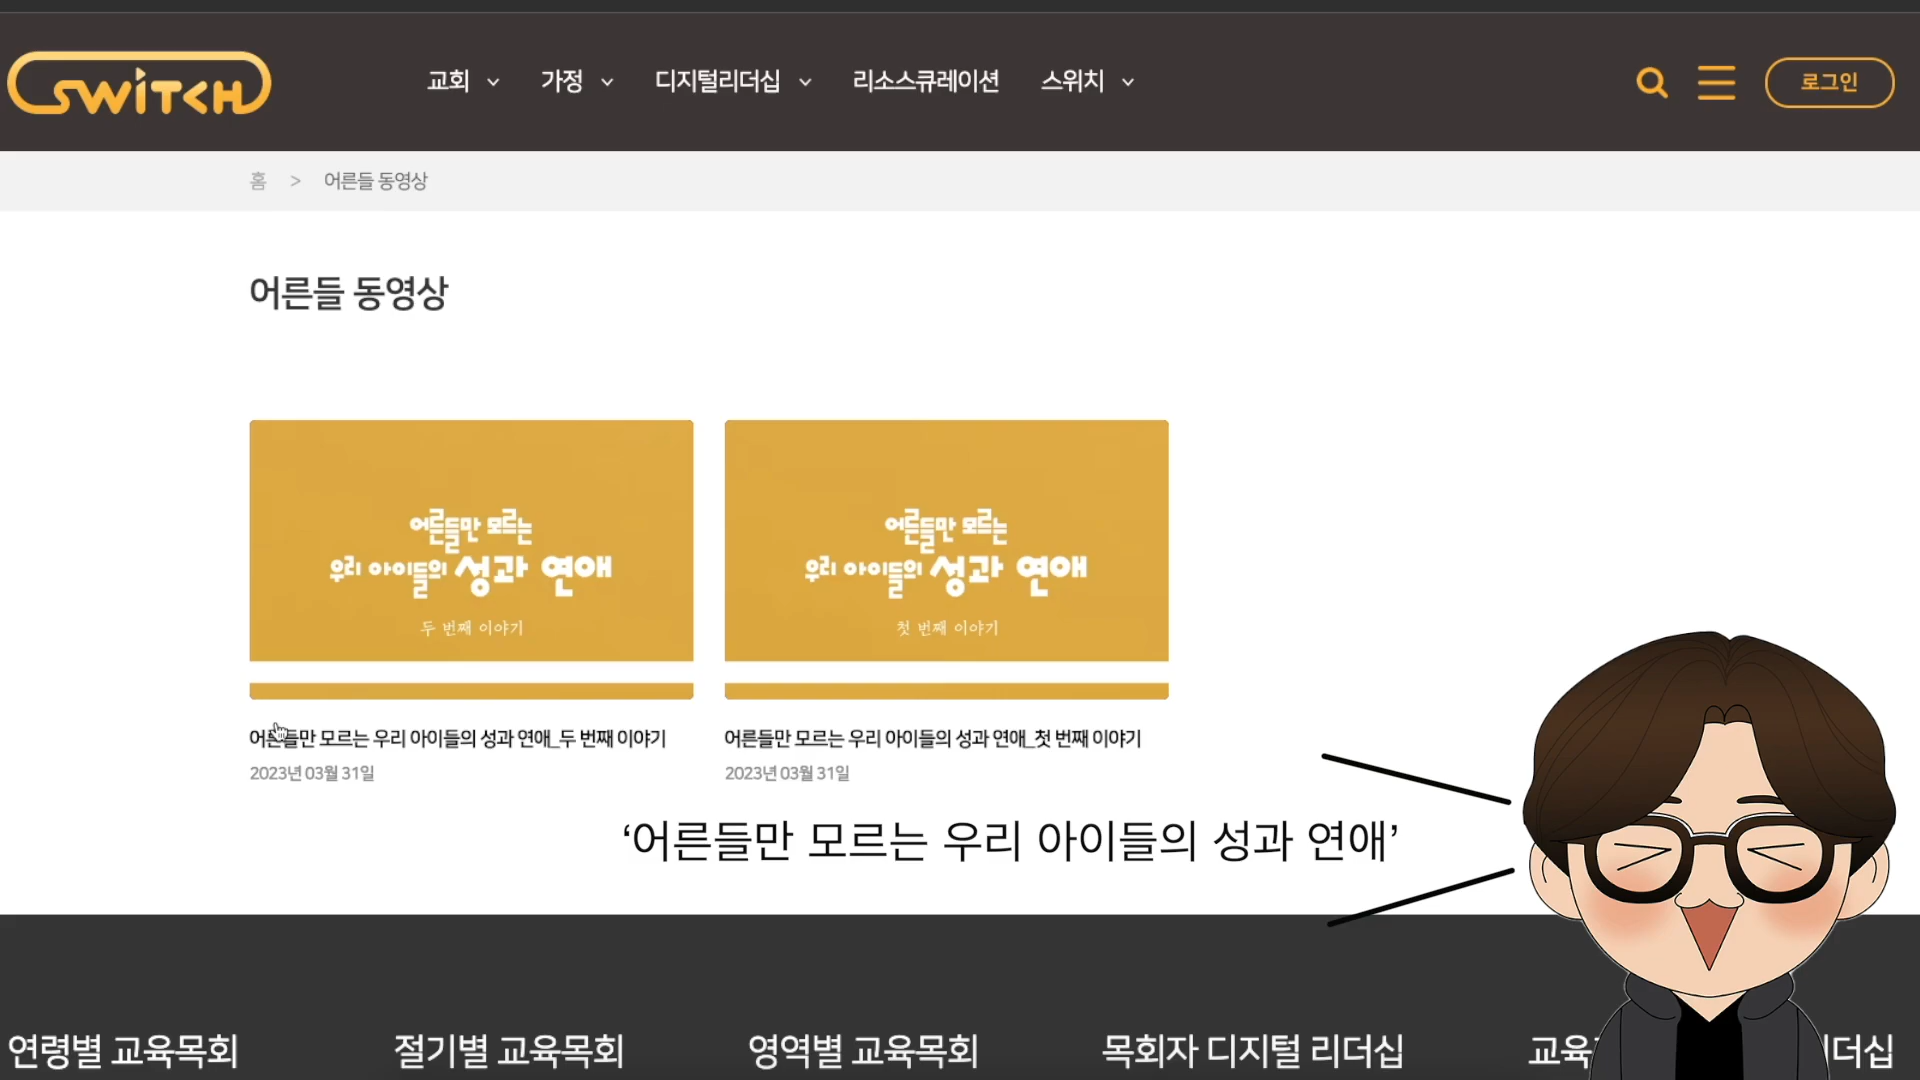 SWiTCH
교회
가정
디지털리더십
리소스큐레이션
스위치
로그인
홈 > 어른들 동영상
어른들 동영상
어른들만 모르는
우리 아이들의 성과 연애
두 번째 이야기
어른들만 모르는
우리 아이들의 성과 연애
첫 번째 이야기
어른들만 모르는 우리 아이들의 성과 연애_두 번째 이야기
2023년 03월 31일
어른들만 모르는 우리 아이들의 성과 연애_첫 번째 이야기
2023년 03월 31일
‘어른들만 모르는 우리 아이들의 성과 연애’
연령별 교육목회
절기별 교육목회
영역별 교육목회
목회자 디지털 리더십
교육
리더십